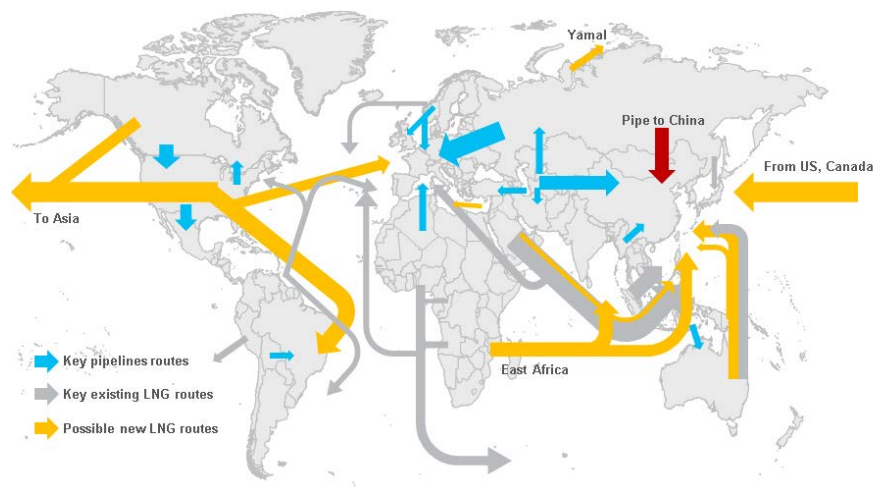 Yamal
Pipe to China
From US, Canada
To Asia
East Africa
Key pipelines routes
Key existing LNG routes
Possible new LNG routes